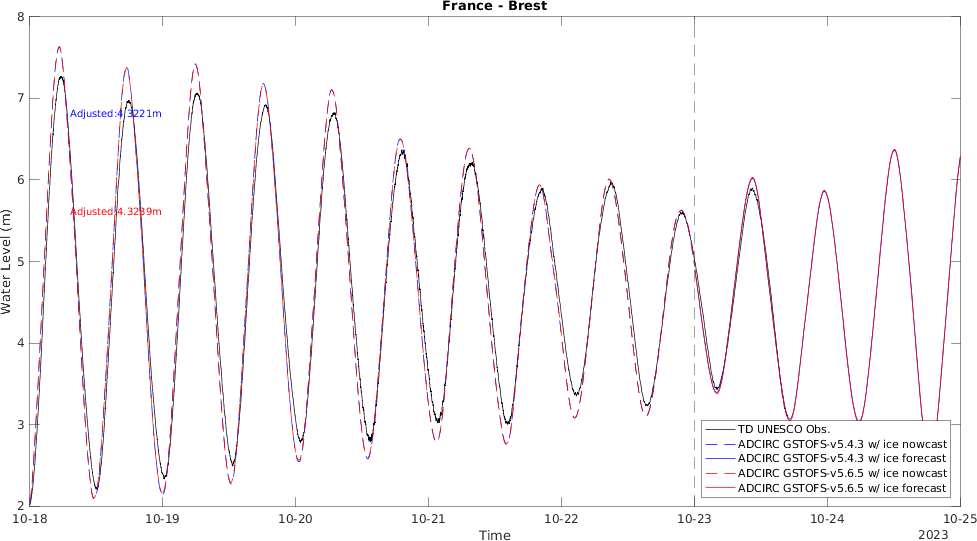 France - Brest
8
7
6
5
4
3
2
Water Level (m)
Adjusted:4.3221m
Adjusted:4.3239m
TD UNESCO Obs.
ADCIRC GSTOFS-v5.4.3 w/ ice nowcast
ADCIRC GSTOFS-v5.4.3 w/ ice forecast
ADCIRC GSTOFS-v5.6.5 w/ ice nowcast
ADCIRC GSTOFS-v5.6.5 w/ ice forecast
10-18 10-19 10-20 10-21 10-22 10-23 10-24 10-25
Time
2023